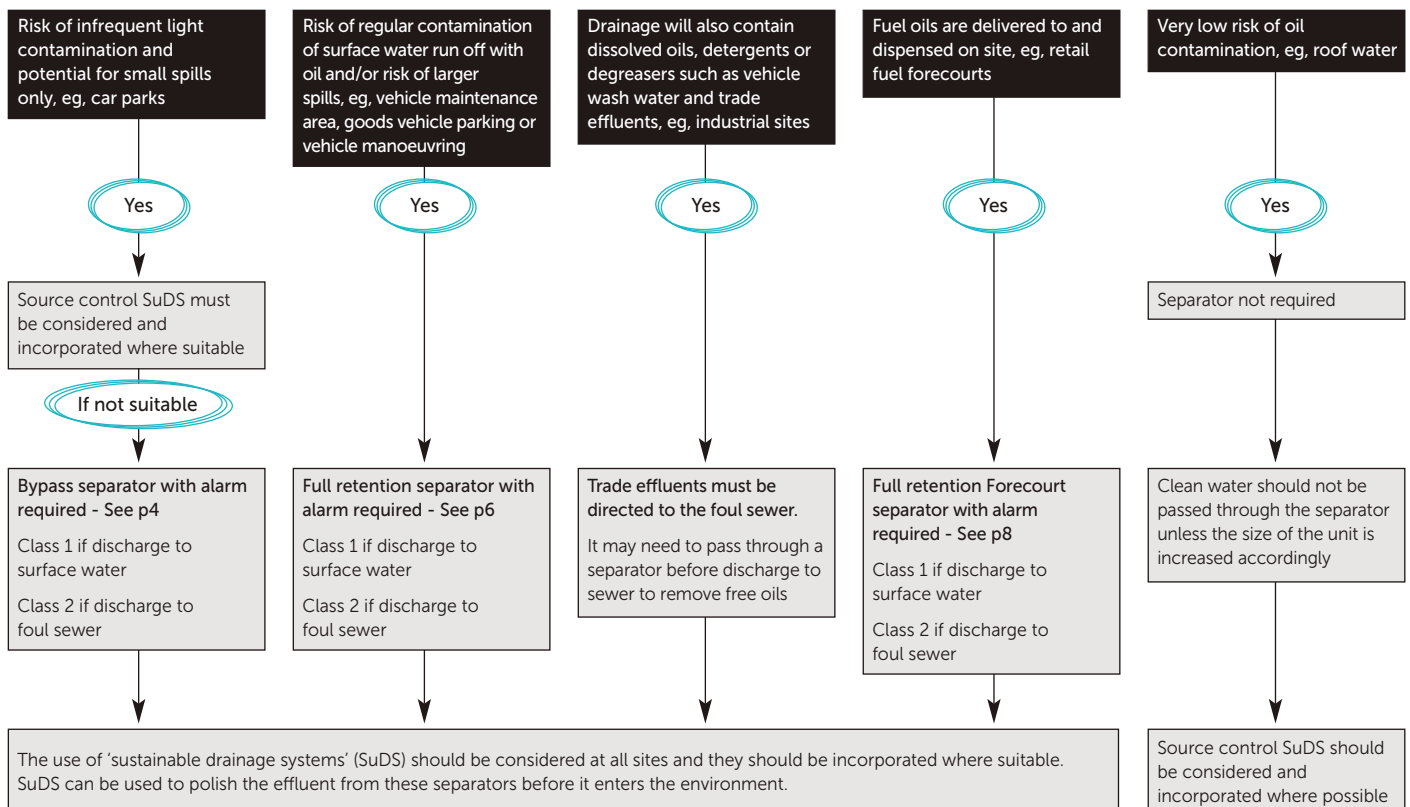 Risk of infrequent light
contamination and
potential for small spills
only, eg, car parks
Yes
Source control SuDS must
be considered and
incorporated where suitable
If not suitable
Bypass separator with alarm
required - See p4
Class 1 if discharge to
surface water
Class 2 if discharge to
foul sewer
Risk of regular contamination
of surface water run off with
oil and/or risk of larger
spills, eg, vehicle maintenance
area, goods vehicle parking or
vehicle manoeuvring
Yes
Full retention separator with
alarm required - See p6
Class 1 if discharge to
surface water
Class 2 if discharge to
foul sewer
Drainage will also contain
dissolved oils, detergents or
degreasers such as vehicle
wash water and trade
effluents, eg, industrial sites
Yes
Trade effluents must be
directed to the foul sewer.
It may need to pass through a
separator before discharge to
sewer to remove free oils
Fuel oils are delivered to and
dispensed on site, eg, retail
fuel forecourts
Yes
Full retention Forecourt
separator with alarm
required - See p8
Class 1 if discharge to
surface water
Class 2 if discharge to
foul sewer
The use of ‘sustainable drainage systems’ (SuDS) should be considered at all sites and they should be incorporated where suitable.
SuDS can be used to polish the effluent from these separators before it enters the environment.
Very low risk of oil
contamination, eg, roof water
Yes
Separator not required
Clean water should not be
passed through the separator
unless the size of the unit is
increased accordingly
Source control SuDS should
be considered and
incorporated where possible